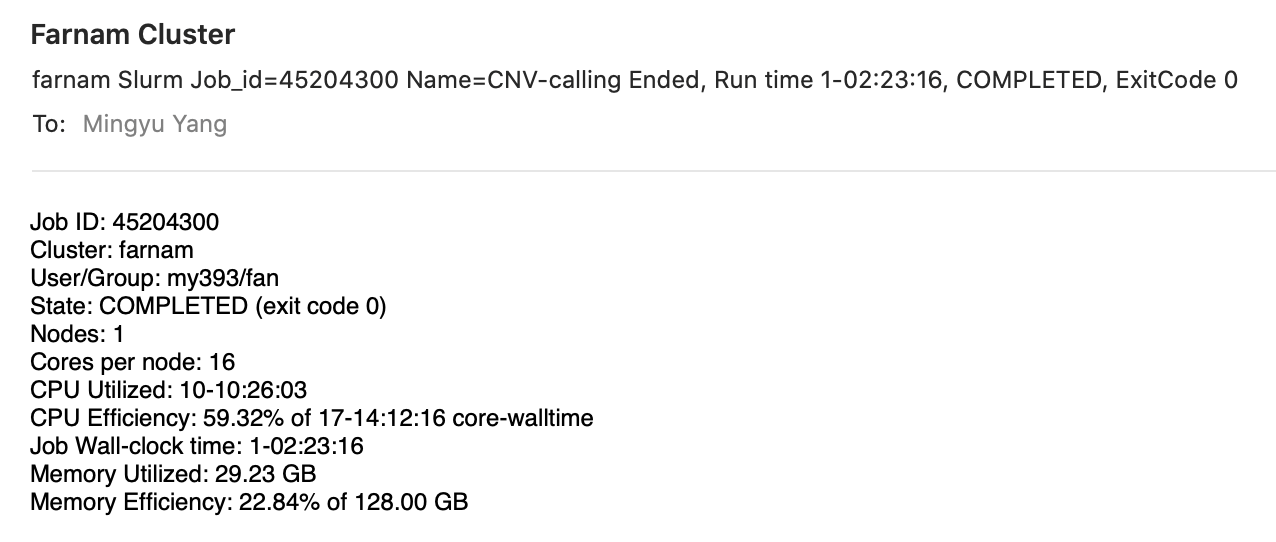 Farnam Cluster
farnam Slurm Job_id=45204300 Name=CNV-calling Ended, Run time 1-02:23:16, COMPLETED, ExitCode 0
To: Mingyu Yang
Job ID: 45204300
Cluster: farnam
User/Group: my393/fan
State: COMPLETED (exit code 0)
Nodes: 1
Cores per node: 16
CPU Utilized: 10-10:26:03
CPU Efficiency: 59.32% of 17-14:12:16 core-walltime
Job Wall-clock time: 1-02:23:16
Memory Utilized: 29.23 GB
Memory Efficiency: 22.84% of 128.00 GB